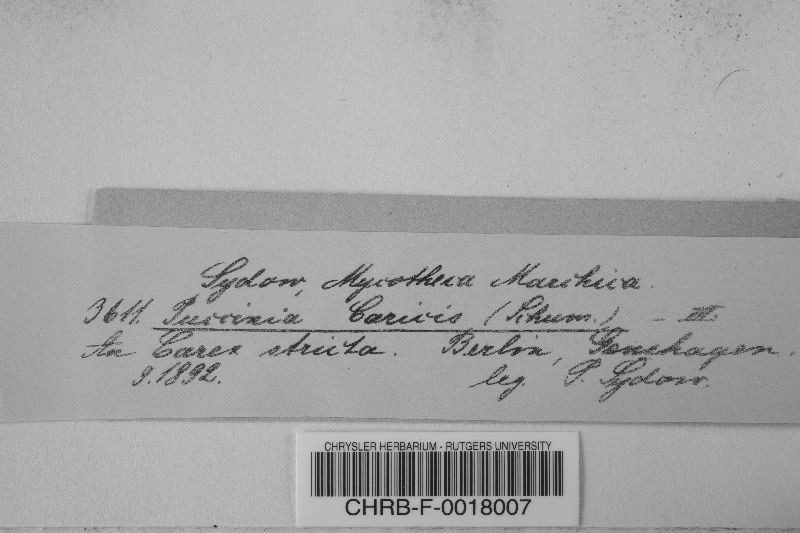 Sydow, Mycotheca Marchica.
3611. Puccinia Caricis (Schum.) – III.
An Carex stricta. Berlin, Genshagen.
9.1892. leg. P. Sydow.
CHRYSLER HERBARIUM - RUTGERS UNIVERSITY
CHRB-F-0018007